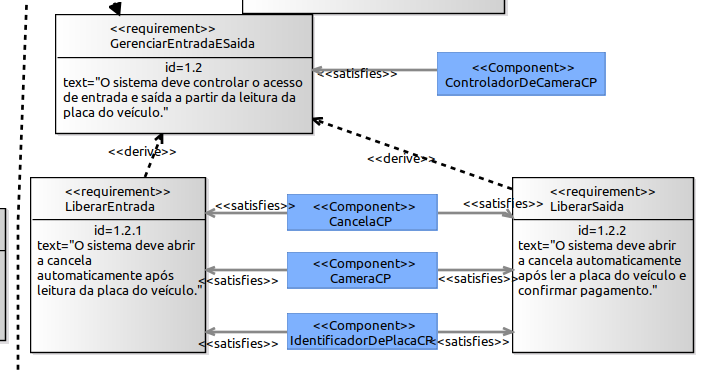 <<requirement>>
GerenciarEntradaESaida
id=1.2
text="O sistema deve controlar o acesso
de entrada e saída a partir da leitura da
placa do veículo."
<<satisfies>>
<<Component>>
ControladorDeCameraCP
<<derive>>
<<derive>>
<<requirement>>
LiberarEntrada
id=1.2.1
text="O sistema deve abrir
a cancela
automaticamente após
leitura da placa do veículo."
<<satisfies>>
<<Component>>
CancelaCP
<<satisfies>>
<<satisfies>>
<<Component>>
CameraCP
<<satisfies>>
<<satisfies>>
<<Component>>
IdentificadorDePlacaCP
<<satisfies>>
<<requirement>>
LiberarSaida
id=1.2.2
text="O sistema deve abrir
a cancela automaticamente
após ler a placa do veículo e
confirmar pagamento."